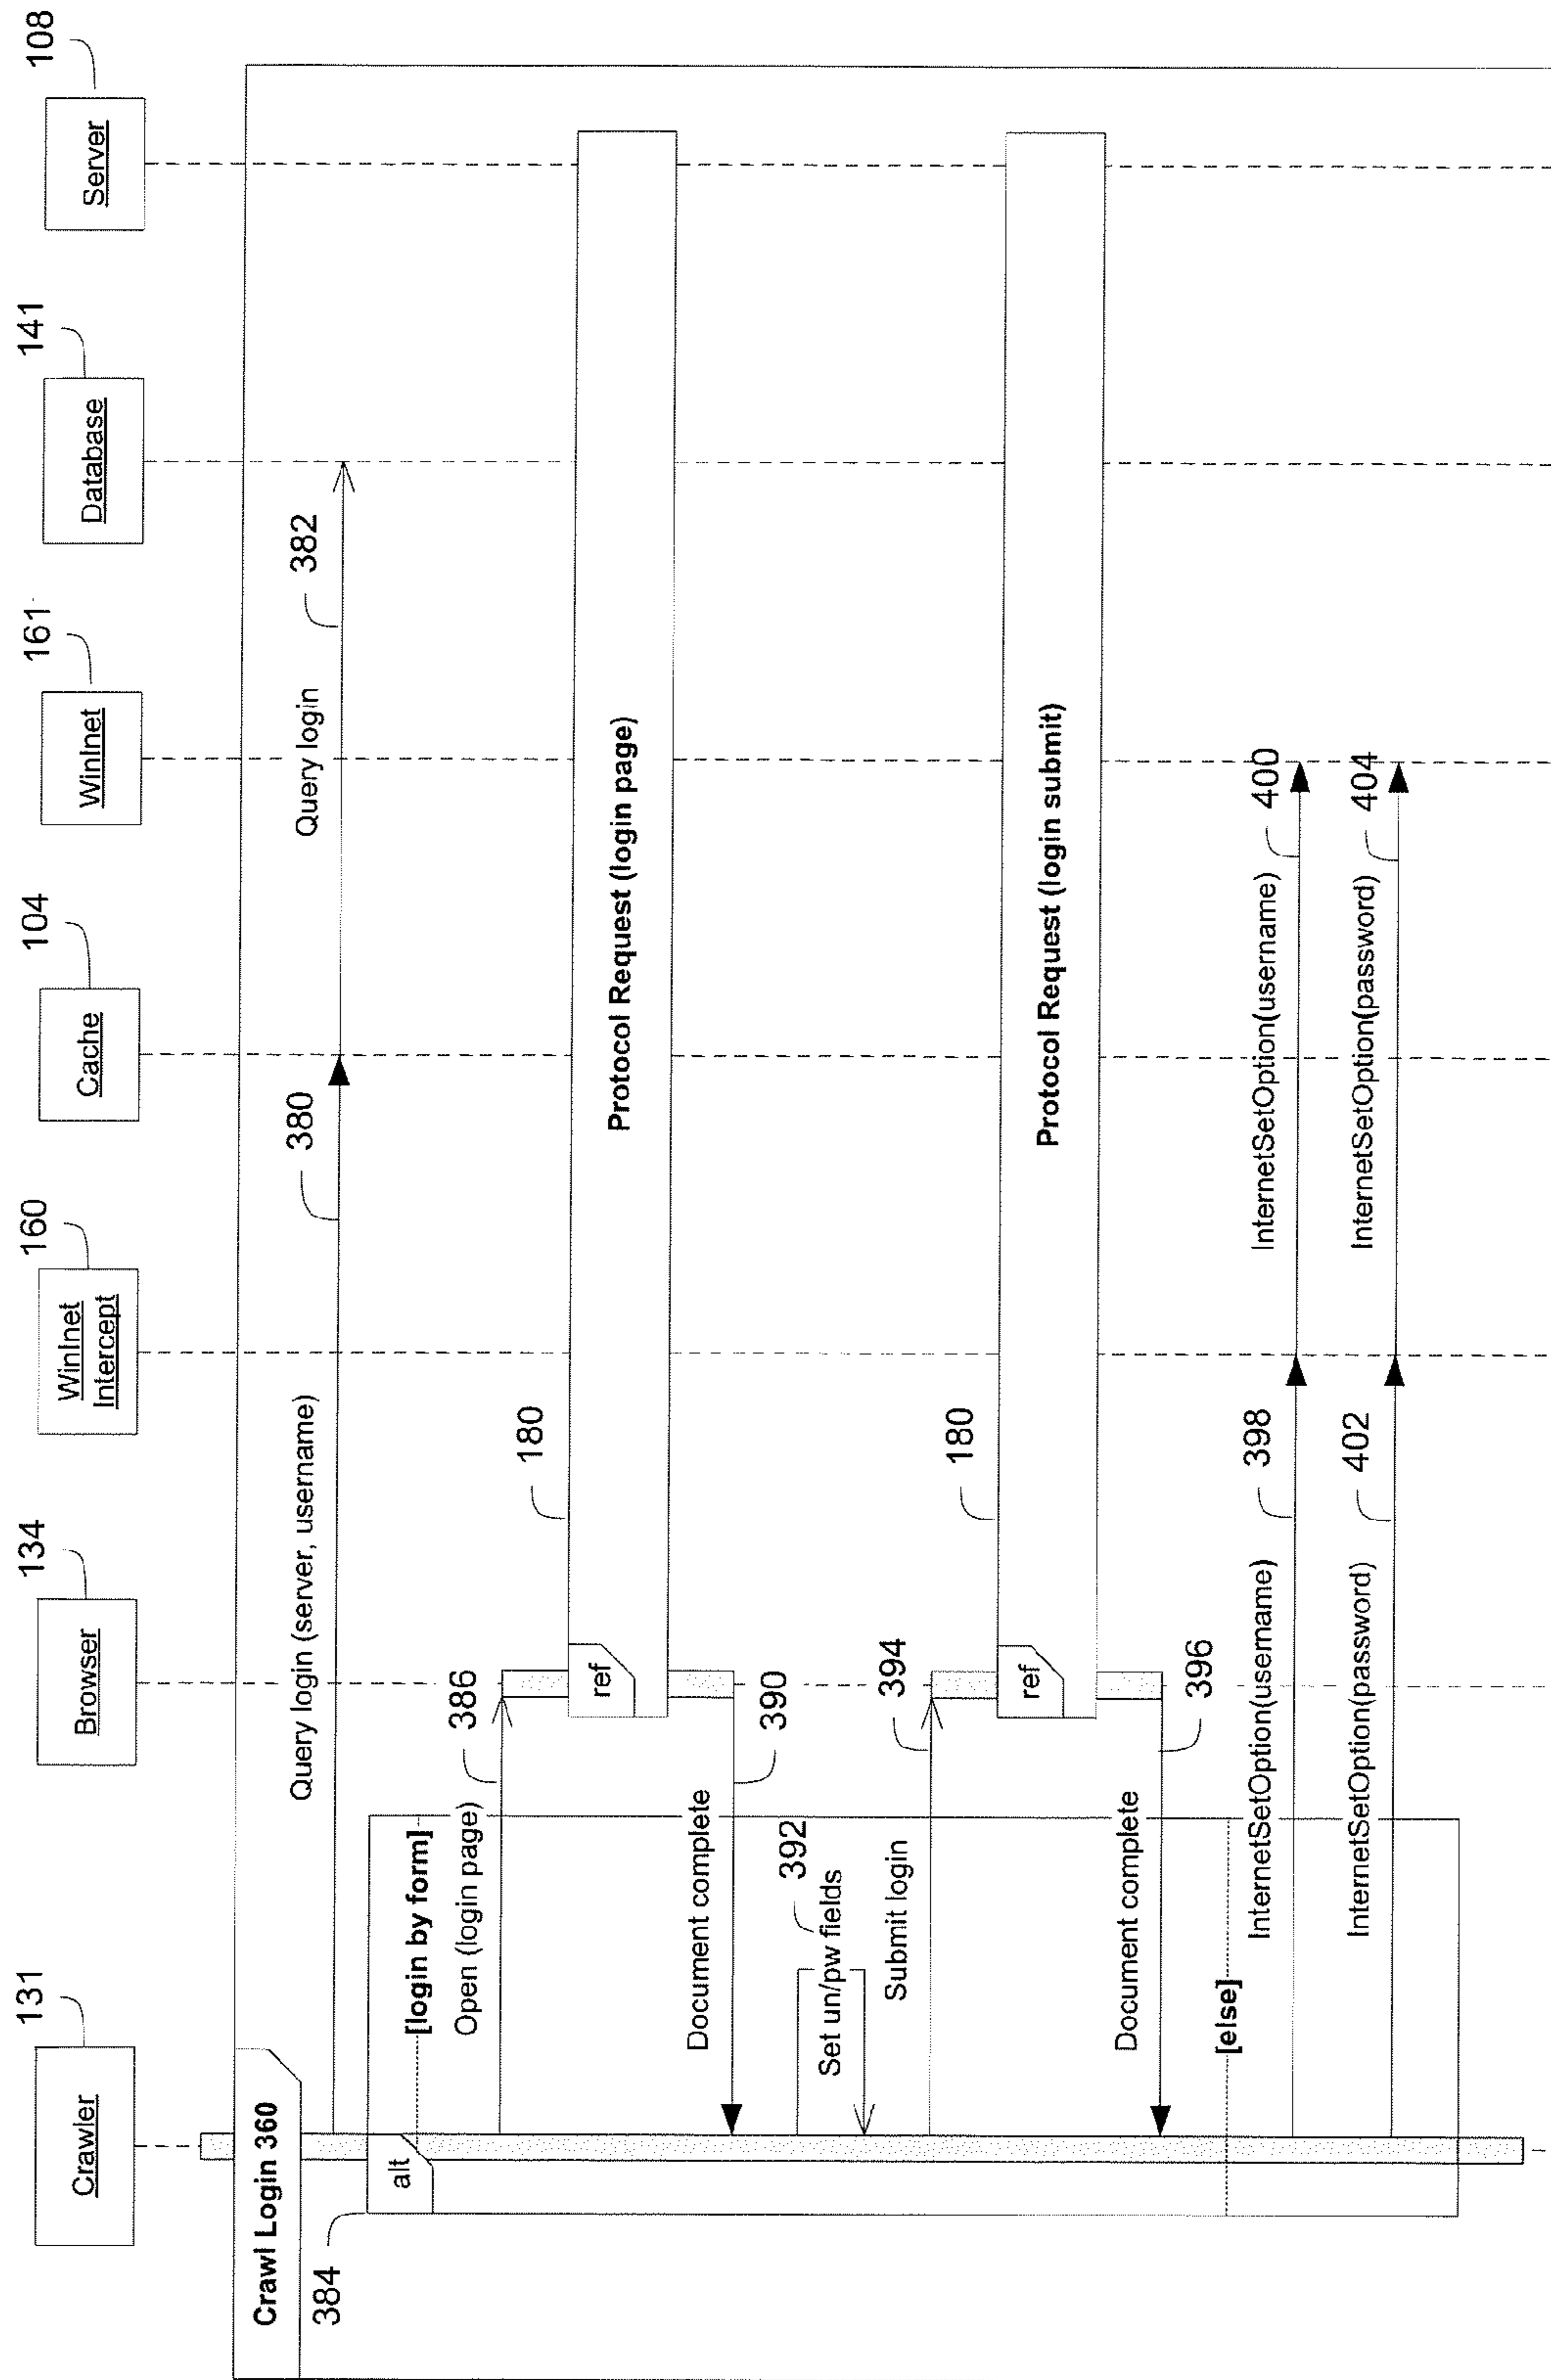 131
134
160
104
161
141
108
Crawler
Browser
WinInet
Intercept
Cache
WinInet
Database
Server
Crawl Login 360
Query login (server, username)
380
Query login
382
384
alt
[login by form]
Open (login page)
386
180
ref
Protocol Request (login page)
Document complete
390
392
Set un/pw fields
Submit login
394
180
ref
Protocol Request (login submit)
Document complete
396
[else]
InternetSetOption(username)
398
InternetSetOption(username)
400
InternetSetOption(password)
402
InternetSetOption(password)
404